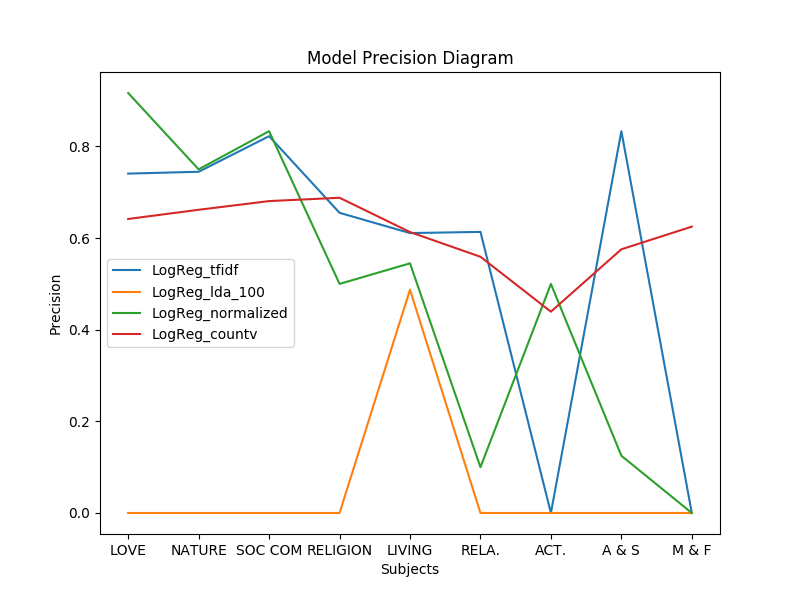 Model Precision Diagram
Precision
0.8
0.6
0.4
0.2
0.0
LogReg_tfidf
LogReg_lda_100
LogReg_normalized
LogReg_countv
LOVE NATURE SOC COM RELIGION LIVING RELA. ACT. A & S M & F
Subjects